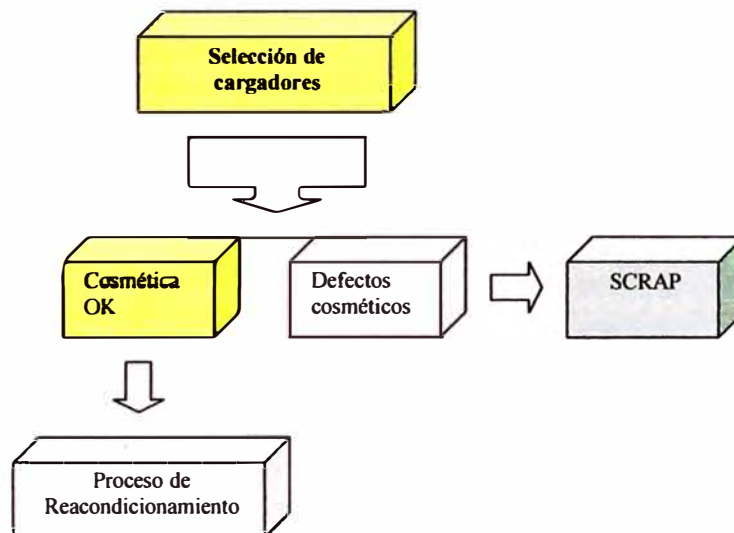 Selección de
cargadores
Cosmética
OK
Defectos
cosméticos
SCRAP
Proceso de
Reacondicionamiento